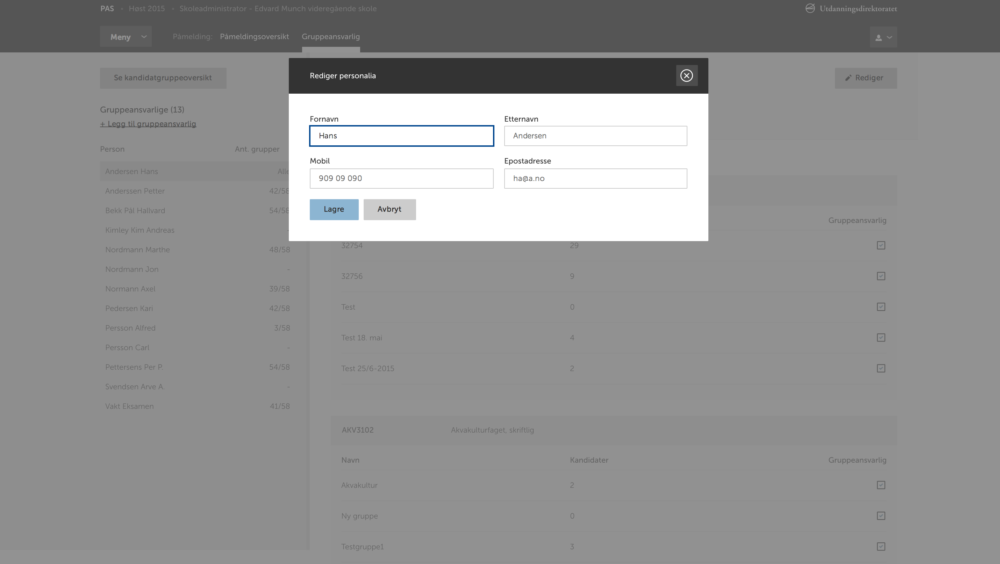 PAS • Høst 2015 • Skoleadministrator - Edvard Munch videregående skole
Utdanningsdirektoratet
Meny
Påmelding: Påmeldingsoversikt Gruppeansvarlig
Se kandidatgruppeoversikt
Gruppeansvarlige (13)
+ Legg til gruppeansvarlig
Person Ant. grupper
Andersen Hans Alle
Anderssen Petter 42/58
Bekk Pål Hallvard 54/58
Kimley Kim Andreas -
Nordmann Marthe 48/58
Nordmann Jon -
Normann Axel 39/58
Pedersen Kari 42/58
Persson Alfred 3/58
Persson Carl -
Pettersens Per P. 54/58
Svendsen Arve A. -
Vakt Eksamen 41/58
Rediger personalia
Fornavn Etternavn
Hans Andersen
Mobil Epostadresse
909 09 090 ha@a.no
Lagre Avbryt
Rediger
Gruppeansvarlig
32754 29
32756 9
Test 0
Test 18. mai 4
Test 25/6-2015 2
AKV3102 Akvakulturfaget, skriftlig
Navn Kandidater Gruppeansvarlig
Akvakultur 2
Ny gruppe 0
Testgruppe1 3